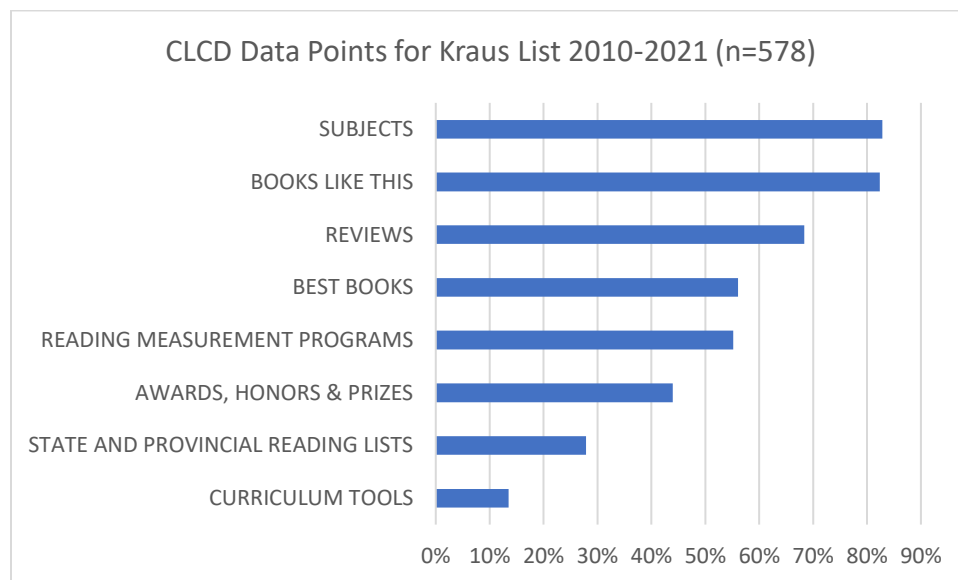 CLCD Data Points for Kraus List 2010-2021 (n=578)
SUBJECTS
BOOKS LIKE THIS
REVIEWS
BEST BOOKS
READING MEASUREMENT PROGRAMS
AWARDS, HONORS & PRIZES
STATE AND PROVINCIAL READING LISTS
CURRICULUM TOOLS
0% 10% 20% 30% 40% 50% 60% 70% 80% 90%